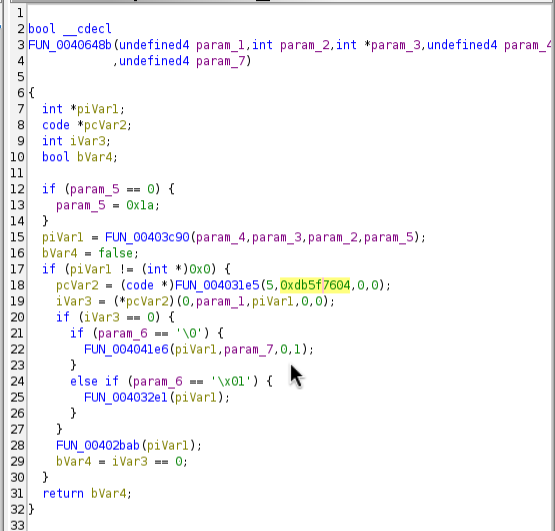 1
2 bool __cdecl
3 FUN_0040648b(undefined4 param_1,int param_2,int *param_3,undefined4 param_4
4 ,undefined4 param_7)
5
6 {
7 int *piVar1;
8 code *pcVar2;
9 int iVar3;
10 bool bVar4;
11
12 if (param_5 == 0) {
13 param_5 = 0x1a;
14 }
15 piVar1 = FUN_00403c90(param_4,param_3,param_2,param_5);
16 bVar4 = false;
17 if (piVar1 != (int *)0x0) {
18 pcVar2 = (code *)FUN_004031e5(5,0xdb5f7604,0,0);
19 iVar3 = (*pcVar2)(0,param_1,piVar1,0,0);
20 if (iVar3 == 0) {
21 if (param_6 == '\0') {
22 FUN_004041e6(piVar1,param_7,0,1);
23 }
24 else if (param_6 == '\x01') {
25 FUN_004032e1(piVar1);
26 }
27 }
28 FUN_00402bab(piVar1);
29 bVar4 = iVar3 == 0;
30 }
31 return bVar4;
32 }
33